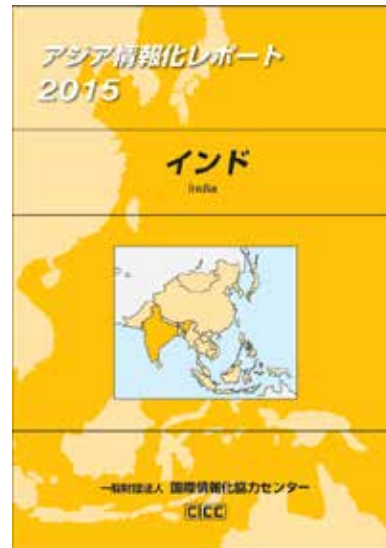 アジア情報化レポート
2015
インド
India
一般財団法人 国際情報化協力センター
CICC